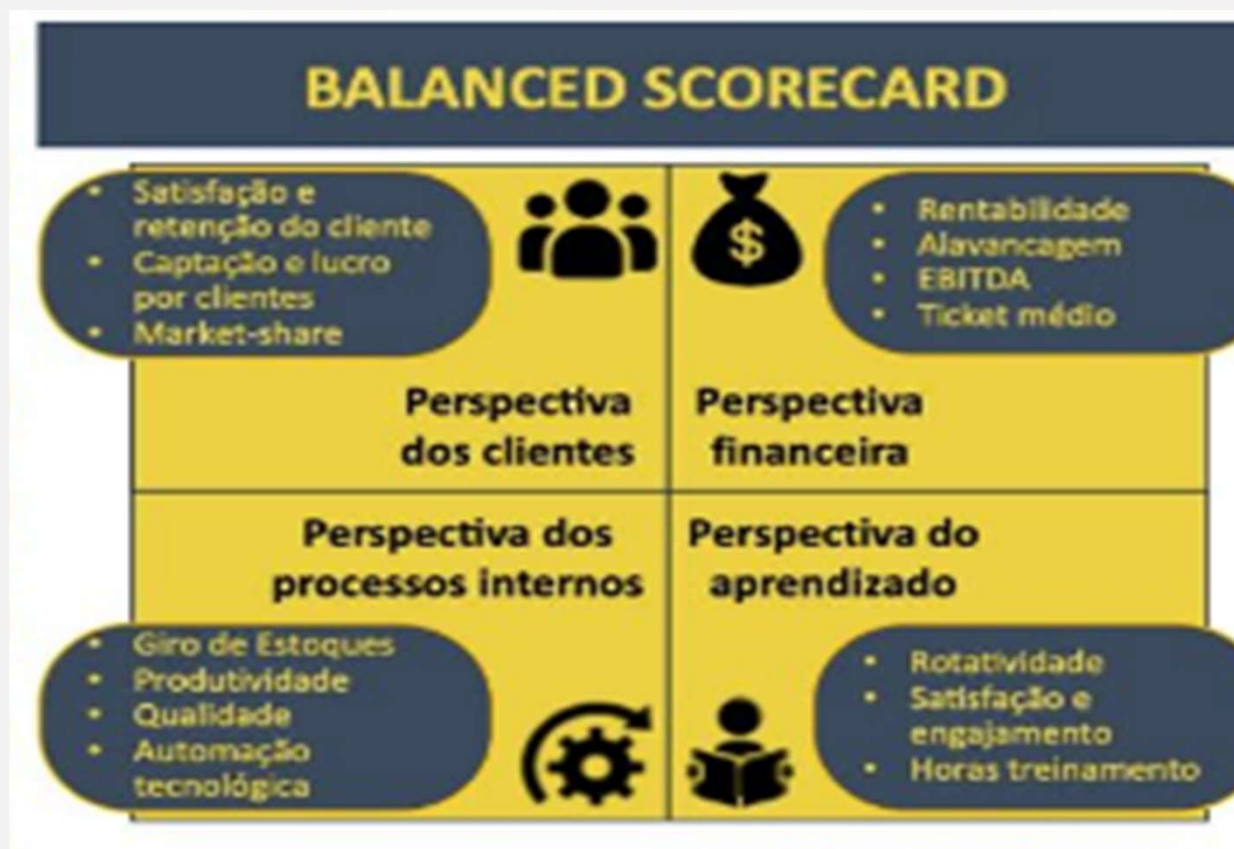 BALANCED SCORECARD
• Satisfação e
retenção do cliente
• Captação e lucro
por clientes
• Market-share
$
• Rentabilidade
• Alavancagem
• EBITDA
• Ticket médio
Perspectiva
dos clientes
Perspectiva
financeira
Perspectiva dos
processos internos
Perspectiva do
aprendizado
• Giro de Estoques
• Produtividade
• Qualidade
• Automação
tecnológica
• Rotatividade
• Satisfação e
engajamento
• Horas treinamento